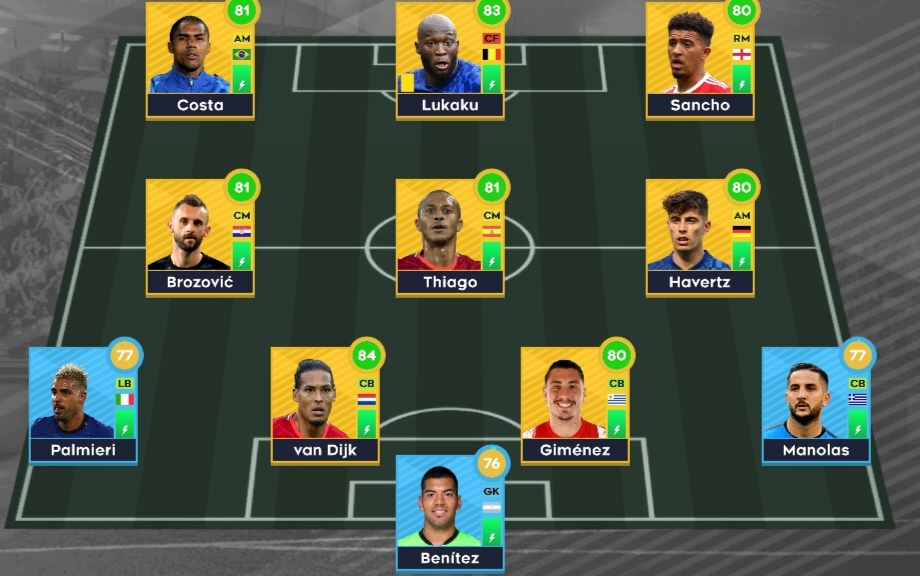 81
AM
Costa
83
CF
Lukaku
80
RM
Sancho
81
CM
Brozović
81
CM
Thiago
80
AM
Havertz
77
LB
Palmieri
84
CB
van Dijk
80
CB
Giménez
77
CB
Manolas
76
GK
Benítez